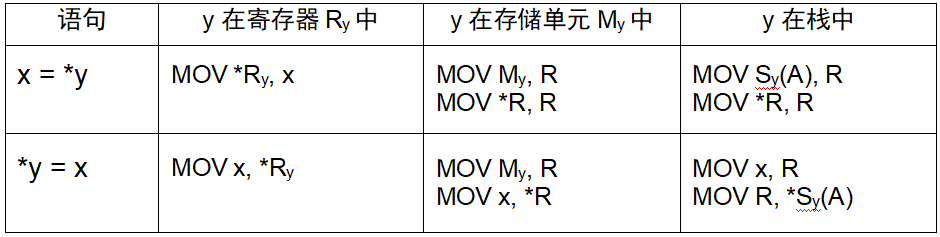 语句 y 在寄存器 Ry 中 y 在存储单元 My 中 y 在栈中
x = *y MOV *Ry, x MOV My, R MOV Sy(A), R
MOV *R, R MOV *R, R
*y = x MOV x, *Ry MOV My, R MOV x, R
MOV x, *R MOV R, *Sy(A)